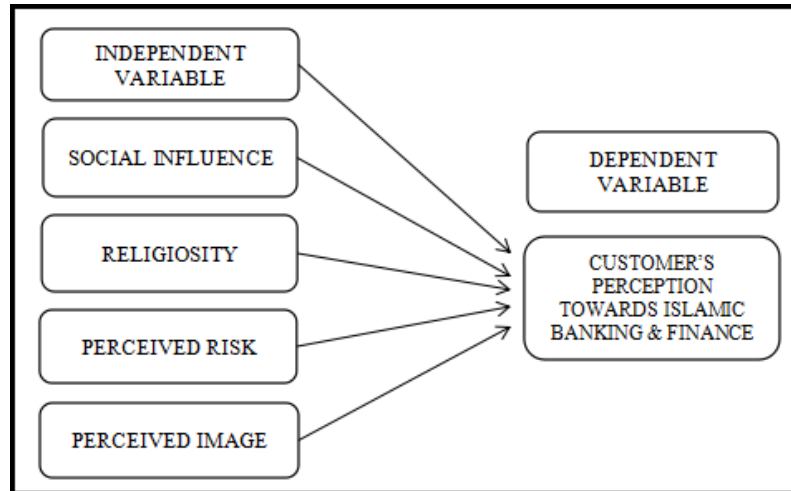 INDEPENDENT
VARIABLE
SOCIAL INFLUENCE
RELIGIOSITY
PERCEIVED RISK
PERCEIVED IMAGE
DEPENDENT
VARIABLE
CUSTOMER'S
PERCEPTION
TOWARDS ISLAMIC
BANKING & FINANCE